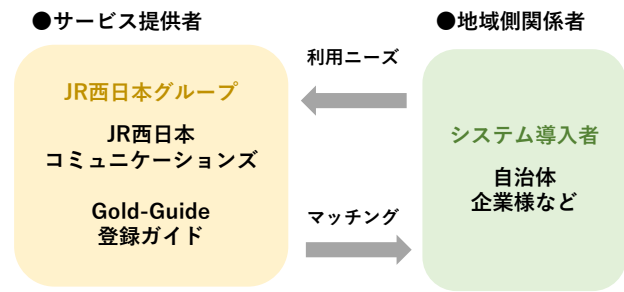 ●サービス提供者
JR西日本グループ
JR西日本
コミュニケーションズ
Gold-Guide
登録ガイド
利用ニーズ
マッチング
●地域側関係者
システム導入者
自治体
企業様など